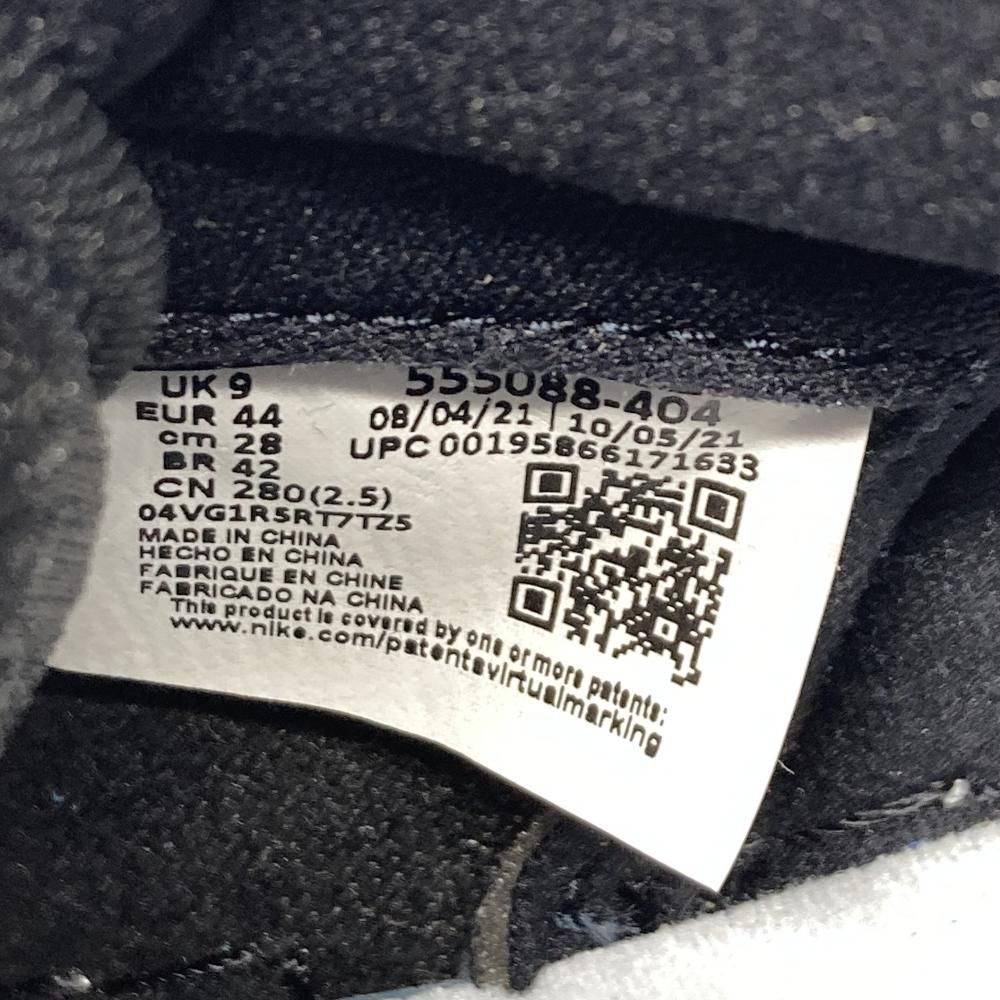 UK 9
EUR 44
cm 28
BR 42
CN 280(2.5)
555088-404
08/04/21 | 10/05/21
UPC 00195866171633
04VG1R5RT7TZ5
MADE IN CHINA
HECHO EN CHINA
FABRIQUE EN CHINE
FABRICADO NA CHINA
This product is covered by one or more patents:
www.nike.com/patentsvirtualmarking